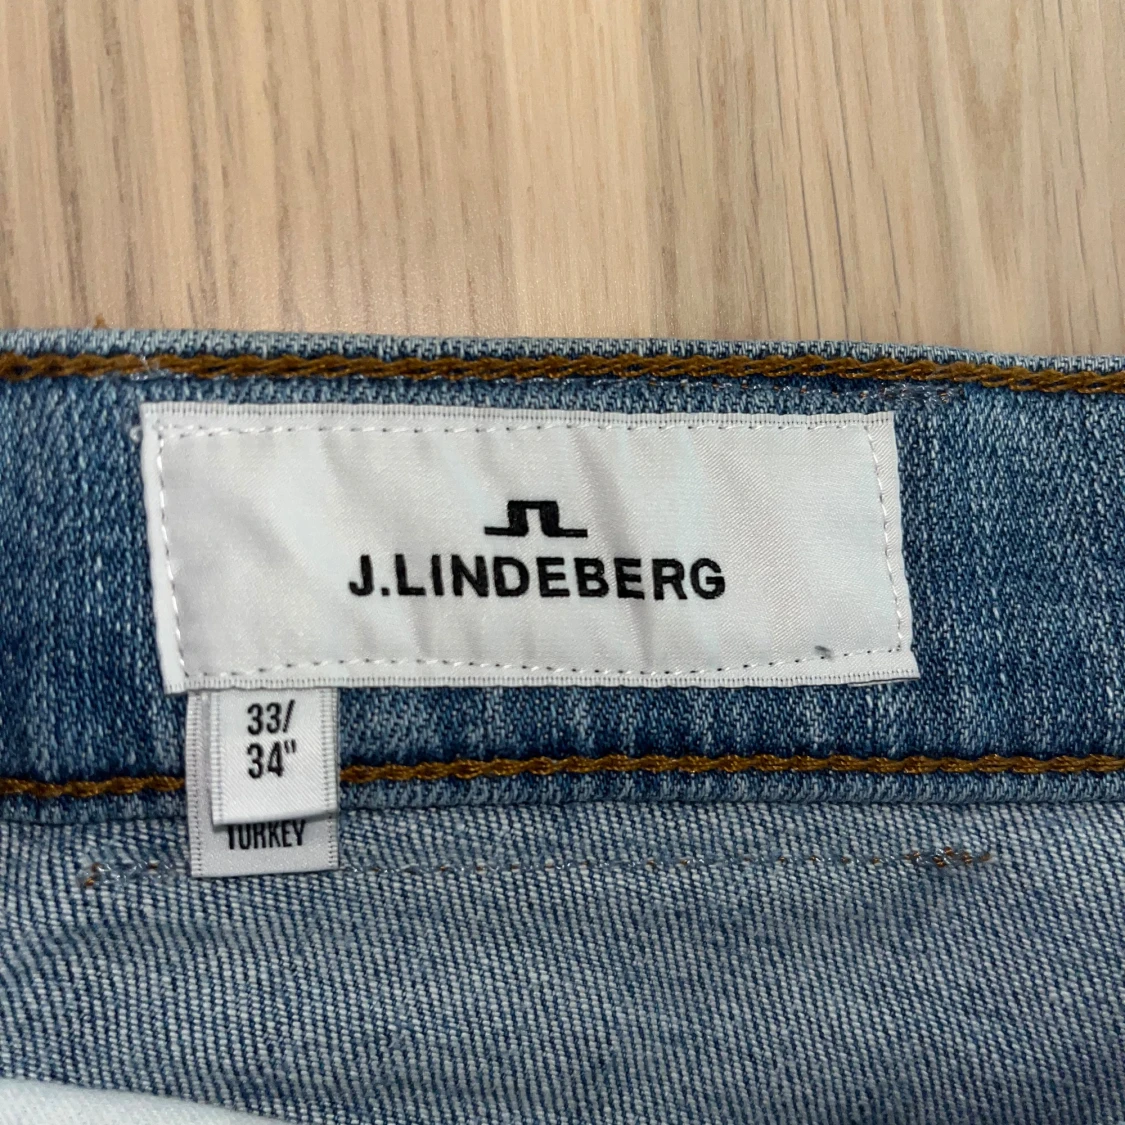 J.LINDEBERG
33/
34"
TURKEY